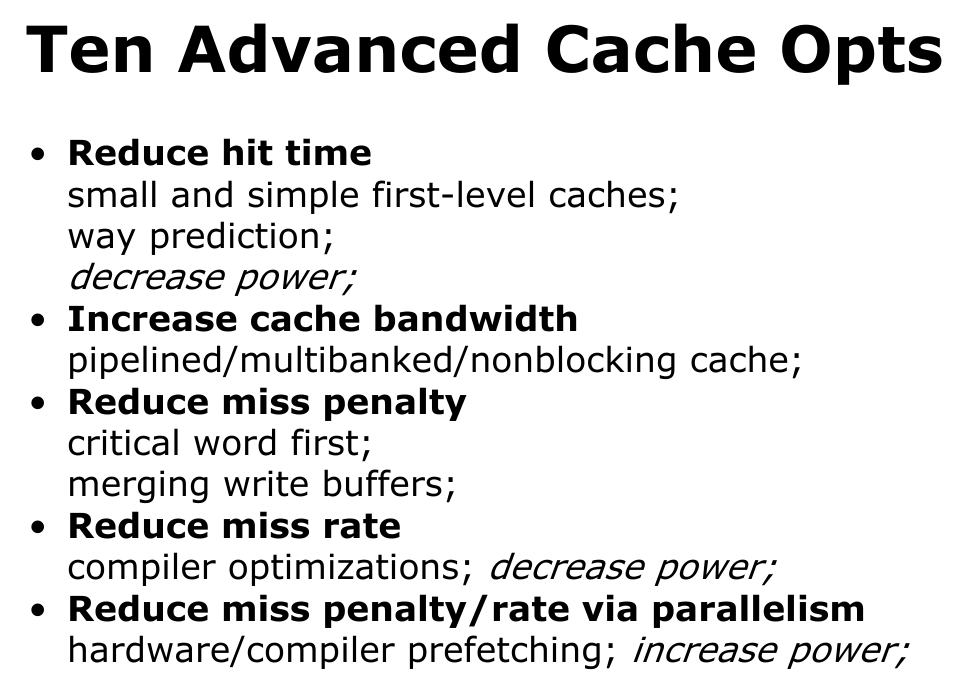 Ten Advanced Cache Opts
• Reduce hit time
small and simple first-level caches;
way prediction;
decrease power;
• Increase cache bandwidth
pipelined/multibanked/nonblocking cache;
• Reduce miss penalty
critical word first;
merging write buffers;
• Reduce miss rate
compiler optimizations; decrease power;
• Reduce miss penalty/rate via parallelism
hardware/compiler prefetching; increase power;